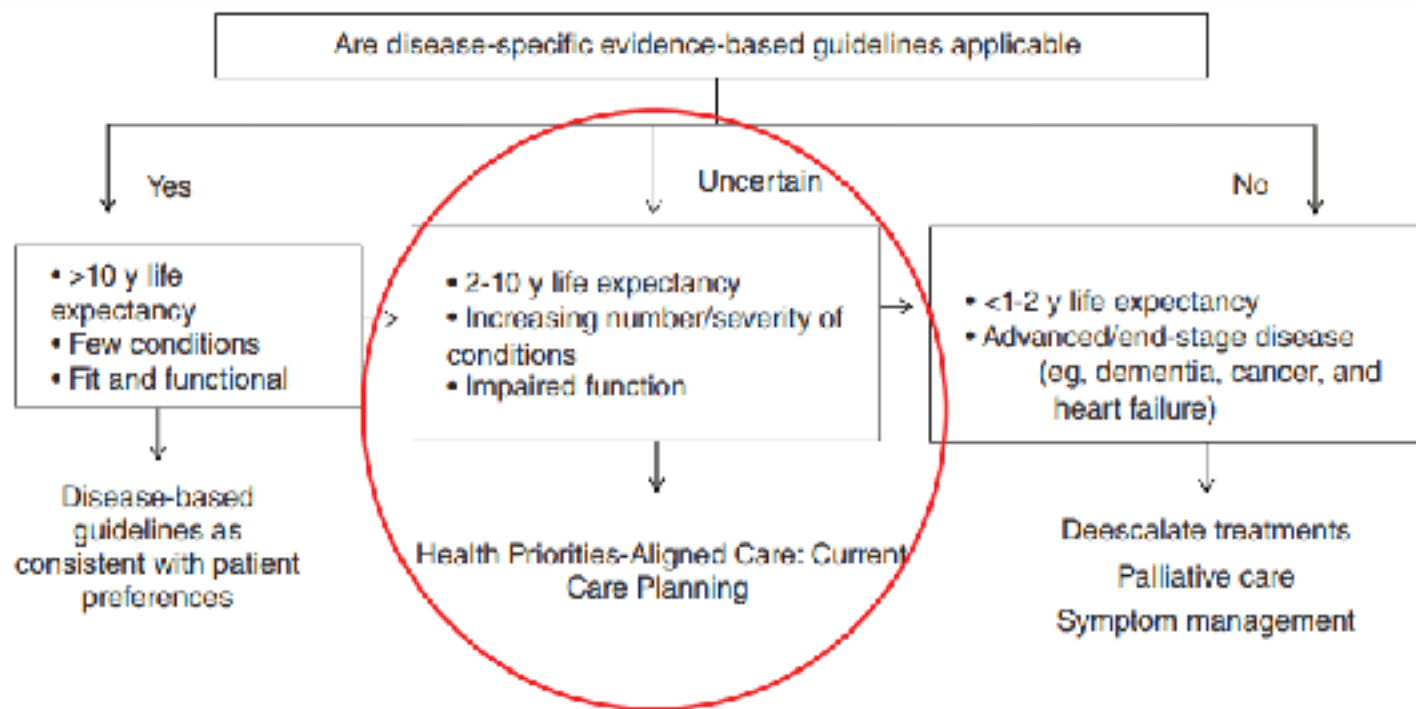 Are disease-specific evidence-based guidelines applicable
Yes
Uncertain
No
• >10 y life
expectancy
• Few conditions
• Fit and functional
• 2-10 y life expectancy
• Increasing number/severity of
conditions
• Impaired function
• <1-2 y life expectancy
• Advanced/end-stage disease
(eg, dementia, cancer, and
heart failure)
Disease-based
guidelines as
consistent with patient
preferences
Health Priorities-Aligned Care: Current
Care Planning
Deescalate treatments
Palliative care
Symptom management